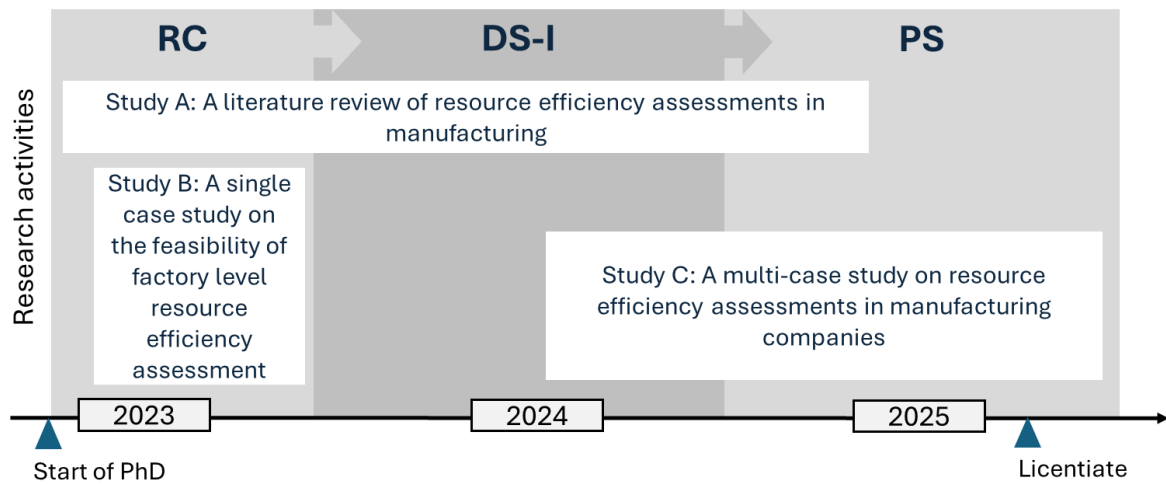 RC
DS-I
PS
Research activities
Study A: A literature review of resource efficiency assessments in
manufacturing
Study B: A single
case study on
the feasibility of
factory level
resource
efficiency
assessment
Study C: A multi-case study on resource
efficiency assessments in manufacturing
companies
2023
2024
2025
Start of PhD
Licentiate